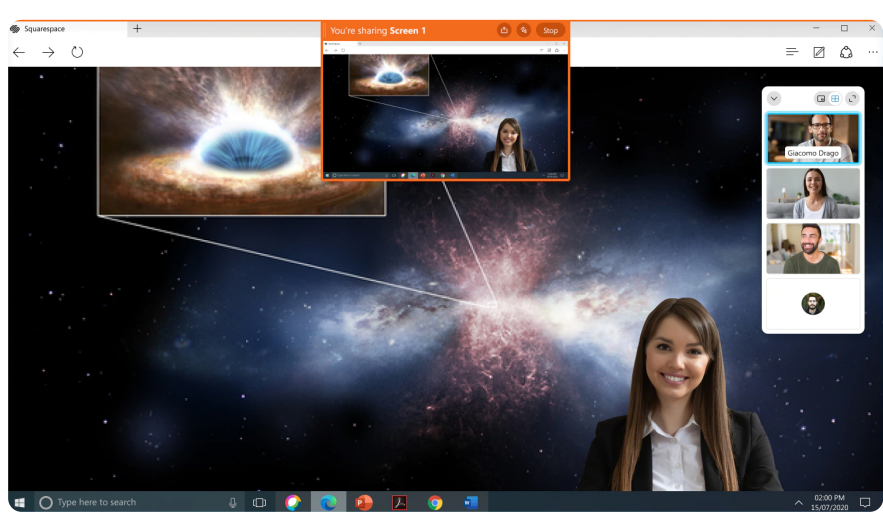 Squarespace
You're sharing Screen 1
Stop
Giacomo Drago
Type here to search
02:00 PM
15/07/2020